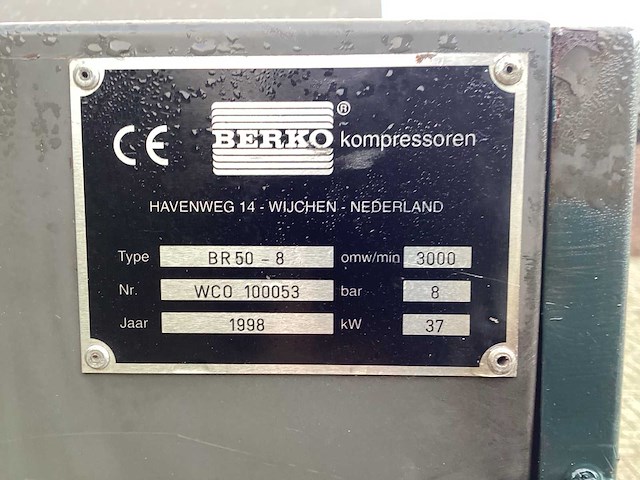 CE BERKO® kompressoren
HAVENWEG 14 - WIJCHEN - NEDERLAND
Type BR50 - 8 omw/min 3000
Nr. WCO 100053 bar 8
Jaar 1998 kW 37